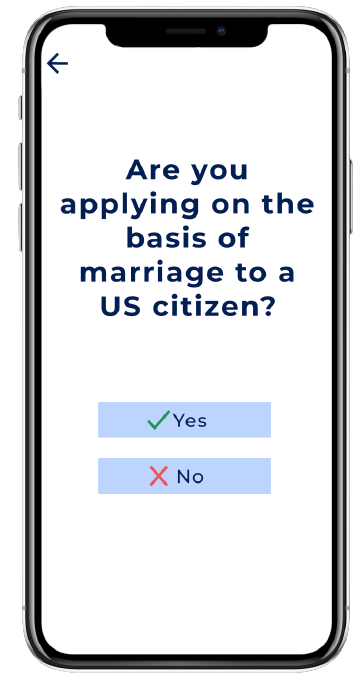 Are you
applying on the
basis of
marriage to a
US citizen?
Yes
No